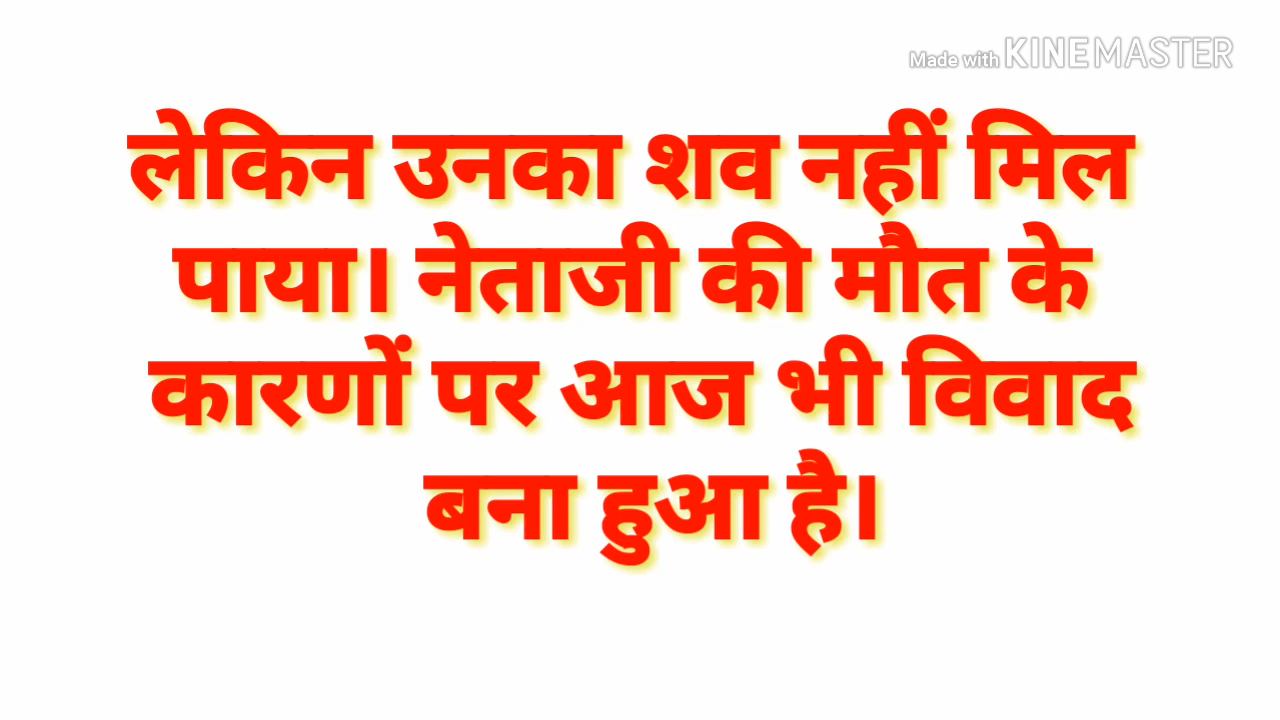 Made with KINEMASTER
लेकिन उनका शव नहीं मिल
पाया। नेताजी की मौत के
कारणों पर आज भी विवाद
बना हुआ है।